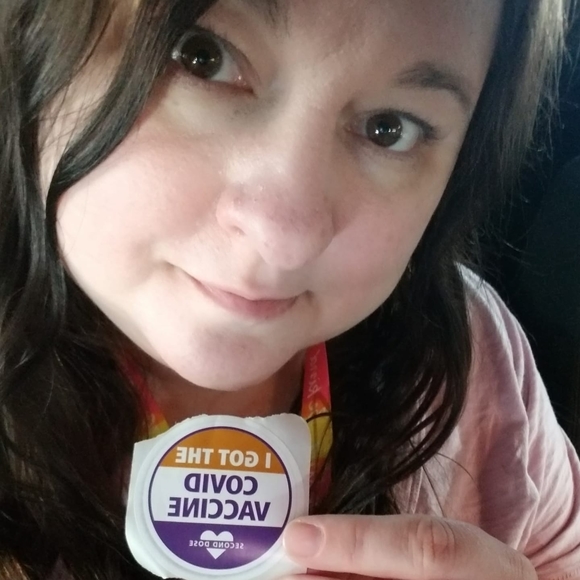 I GOT THE
COVID
VACCINE
SECOND DOSE